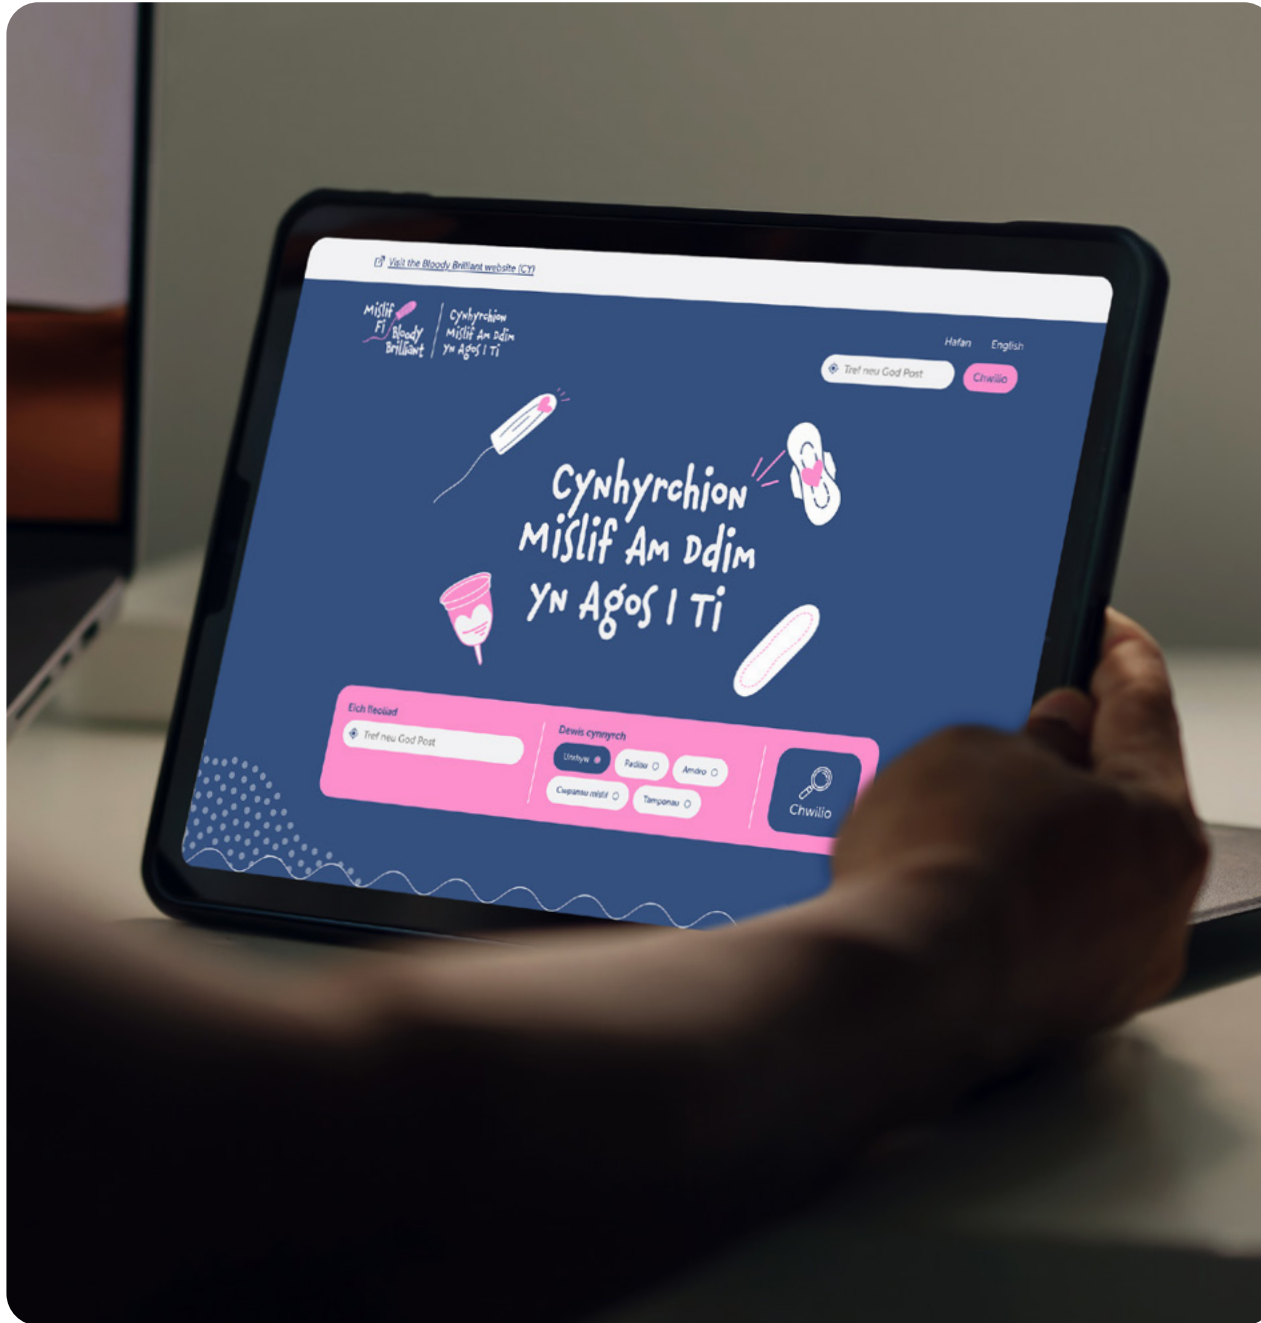 Visit the Bloody Brilliant website (CY)
Mislif
Fi
Bloody
Brilliant
Cynhyrchion
Mislif Am Ddim
Yn Agos I Ti
Hafan English
Tref neu God Post Chwilio
Cynhyrchion
Mislif Am Ddim
Yn Agos I Ti
Eich lleoliad
Tref neu God Post
Dewis cynnyrch
Unrhyw Padiau Amdro
Cwpanau mislif Tamponau
Chwilio